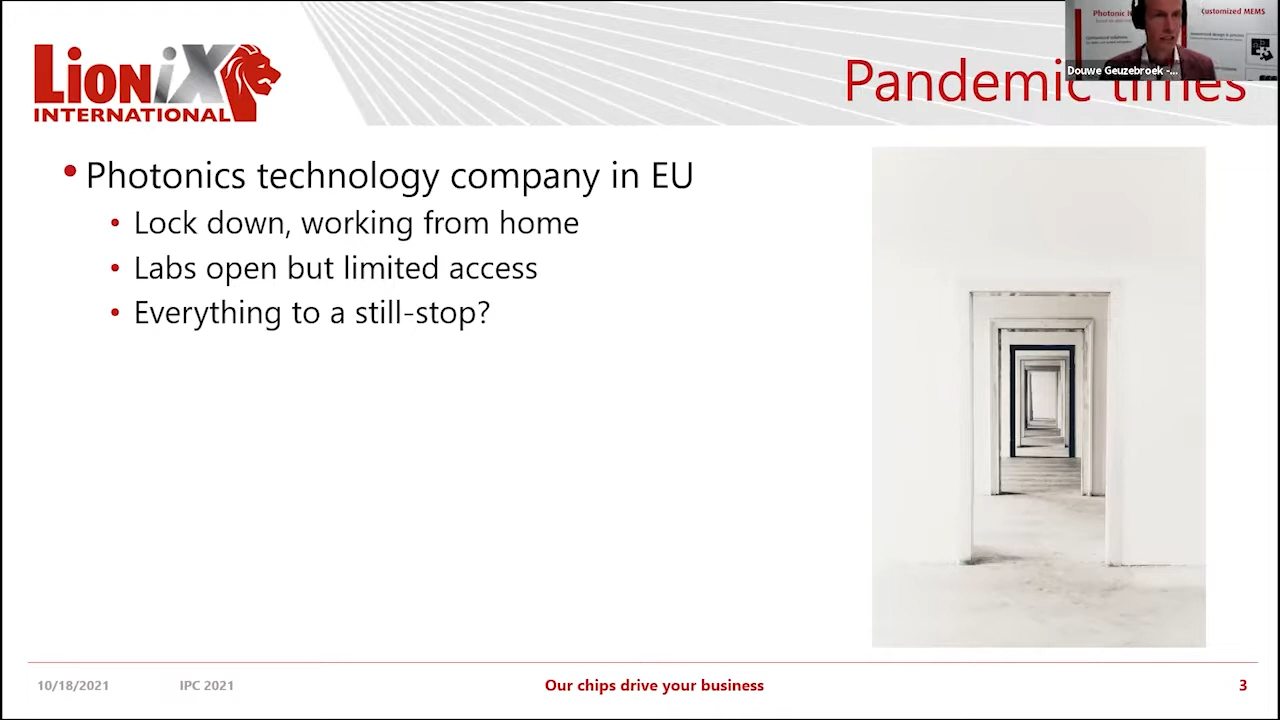 LioniX
INTERNATIONAL
Pandemic times
Customized MEMS
Douwe Geuzebroek -...
• Photonics technology company in EU
• Lock down, working from home
• Labs open but limited access
• Everything to a still-stop?
10/18/2021 IPC 2021 Our chips drive your business 3